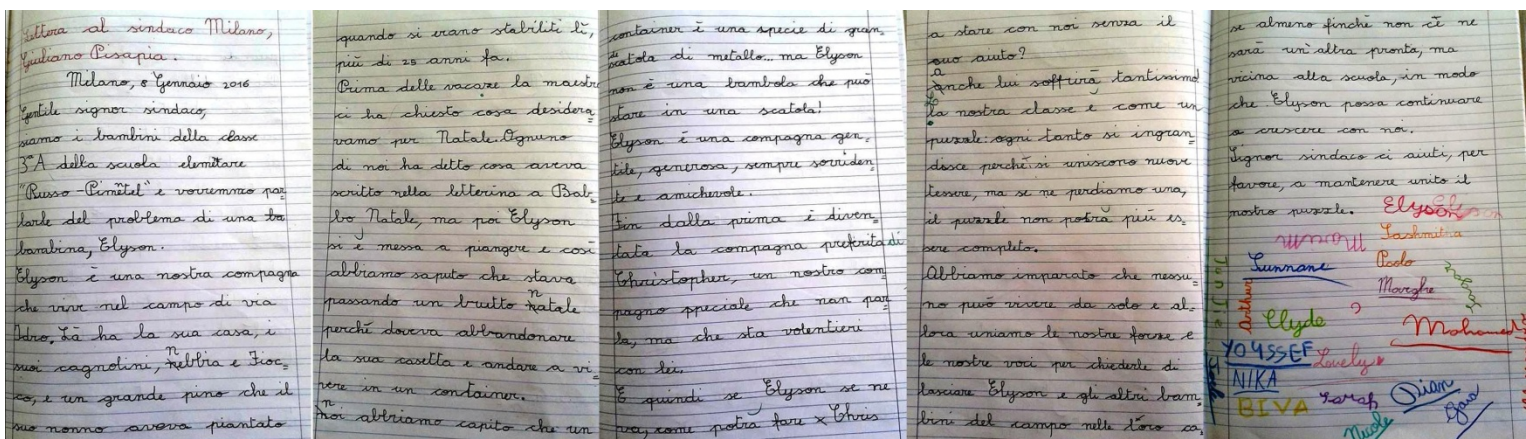 Lettera al sindaco Milano,
Giuliano Pisapia.
Milano, 8 Gennaio 2016
Gentile signor sindaco,
siamo i bambini della classe
3ªA della scuola elemetare
"Russo-Pimentel" e vorremmo par=
larle del problema di una ba
bambina, Elyson.
Elyson è una nostra compagna
che vive nel campo di via
Idro. Là ha la sua casa, i
suoi cagnolini, nebbia e Fioc=
co, e un grande pino che il
suo nonno aveva piantato
quando si erano stabiliti lì,
più di 25 anni fa.
Prima delle vacaze la maestra
ci ha chiesto cosa desidera=
vamo per Natale. Ognuno
di noi ha detto cosa aveva
scritto nella letterina a Bab=
bo Natale, ma poi Elyson
si è messa a piangere e così
abbiamo saputo che stava
passando un brutto natale
perché doveva abbandonare
la sua casetta e andare a vi=
vere in un container.
noi abbiamo capito che un
container è una specie di gran=
de scatola di metallo... ma Elyson
non è una bambola che può
stare in una scatola!
Elyson è una compagna gen=
tile, generosa, sempre sorriden=
te e amichevole.
Fin dalla prima è diven=
tata la compagna preferita di
Christopher, un nostro com
pagno speciale che non par=
la, ma che sta volentieri
con lei.
E quindi se Elyson se ne
va, come potrà fare x Chris
a stare con noi senza il
suo aiuto?
anche lui soffrirà tantissimo
la nostra classe è come un
puzzle: ogni tanto si ingran
disce perché si uniscono nuove
tessere, ma se ne perdiamo una,
il puzzle non potrà più es=
sere completo.
Abbiamo imparato che nessu=
no può vivere da solo e al=
lora uniamo le nostre forze e
le nostre voci per chiederle di
lasciare Elyson e gli altri bam=
bini del campo nelle loro ca=
se almeno finché non c'è ne
sarà un'altra pronta, ma
vicina alla scuola, in modo
che Elyson possa continuare
a crescere con noi.
Signor sindaco ci aiuti, per
favore, a mantenere unito il
nostro puzzle.
Elyson
Lashmitha
Paolo
Marghe
Arthur
Clyde
Mohamed
YOUSSEF
Lovely
NIKA
BIVA
Sarah
Dian
Nicole